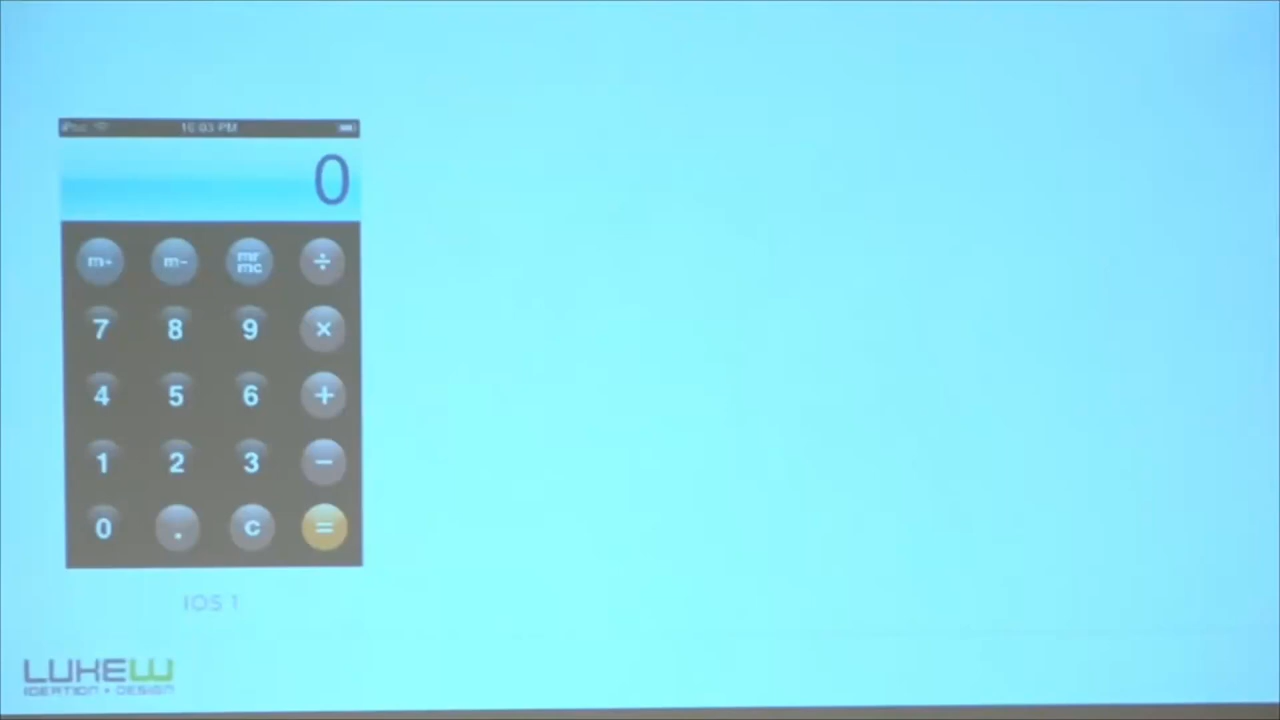 iPod 10:03 PM
0
m+ m- mr ÷
mc
7 8 9 ×
4 5 6 +
1 2 3 −
0 . c =
IOS 1
LUKEW
IDEATION + DESIGN